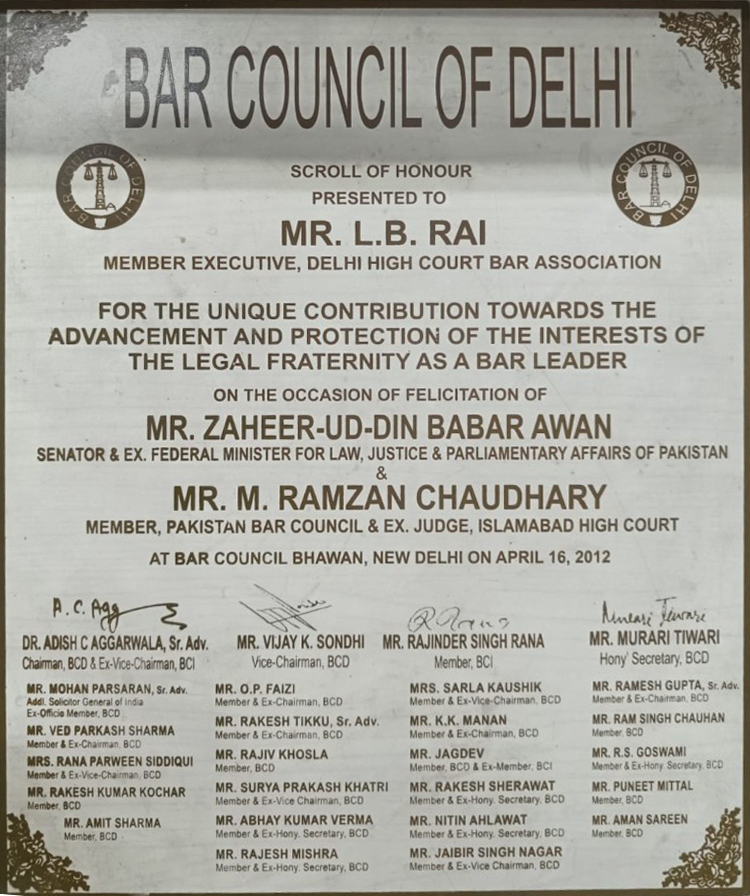 BAR COUNCIL OF DELHI
BAR COUNCIL OF DELHI
BAR COUNCIL OF DELHI
SCROLL OF HONOUR
PRESENTED TO
MR. L.B. RAI
MEMBER EXECUTIVE, DELHI HIGH COURT BAR ASSOCIATION
FOR THE UNIQUE CONTRIBUTION TOWARDS THE
ADVANCEMENT AND PROTECTION OF THE INTERESTS OF
THE LEGAL FRATERNITY AS A BAR LEADER
ON THE OCCASION OF FELICITATION OF
MR. ZAHEER-UD-DIN BABAR AWAN
SENATOR & EX. FEDERAL MINISTER FOR LAW, JUSTICE & PARLIAMENTARY AFFAIRS OF PAKISTAN
&
MR. M. RAMZAN CHAUDHARY
MEMBER, PAKISTAN BAR COUNCIL & EX. JUDGE, ISLAMABAD HIGH COURT
AT BAR COUNCIL BHAWAN, NEW DELHI ON APRIL 16, 2012
A. C. Agg
Murari Tewari
DR. ADISH C AGGARWALA, Sr. Adv.
Chairman, BCD & Ex-Vice-Chairman, BCI
MR. VIJAY K. SONDHI
Vice-Chairman, BCD
MR. RAJINDER SINGH RANA
Member, BCI
MR. MURARI TIWARI
Hony' Secretary, BCD
MR. MOHAN PARSARAN, Sr. Adv.
Addl. Solicitor General of India
Ex-Officio Member, BCD
MR. VED PARKASH SHARMA
Member & Ex-Chairman, BCD
MRS. RANA PARWEEN SIDDIQUI
Member & Ex-Vice-Chairman, BCD
MR. RAKESH KUMAR KOCHAR
Member, BCD
MR. AMIT SHARMA
Member, BCD
MR. O.P. FAIZI
Member & Ex-Chairman, BCD
MR. RAKESH TIKKU, Sr. Adv.
Member & Ex-Chairman, BCD
MR. RAJIV KHOSLA
Member, BCD
MR. SURYA PRAKASH KHATRI
Member & Ex-Vice Chairman, BCD
MR. ABHAY KUMAR VERMA
Member & Ex-Hony. Secretary, BCD
MR. RAJESH MISHRA
Member & Ex-Hony. Secretary, BCD
MRS. SARLA KAUSHIK
Member & Ex-Vice-Chairman, BCD
MR. K.K. MANAN
Member & Ex-Chairman, BCD
MR. JAGDEV
Member, BCD & Ex-Member, BCI
MR. RAKESH SHERAWAT
Member & Ex-Hony. Secretary, BCD
MR. NITIN AHLAWAT
Member & Ex-Hony. Secretary, BCD
MR. JAIBIR SINGH NAGAR
Member & Ex-Vice Chairman, BCD
MR. RAMESH GUPTA, Sr. Adv.
Member & Ex-Chairman, BCD
MR. RAM SINGH CHAUHAN
Member, BCD
MR. R.S. GOSWAMI
Member & Ex-Hony. Secretary, BCD
MR. PUNEET MITTAL
Member, BCD
MR. AMAN SAREEN
Member, BCD